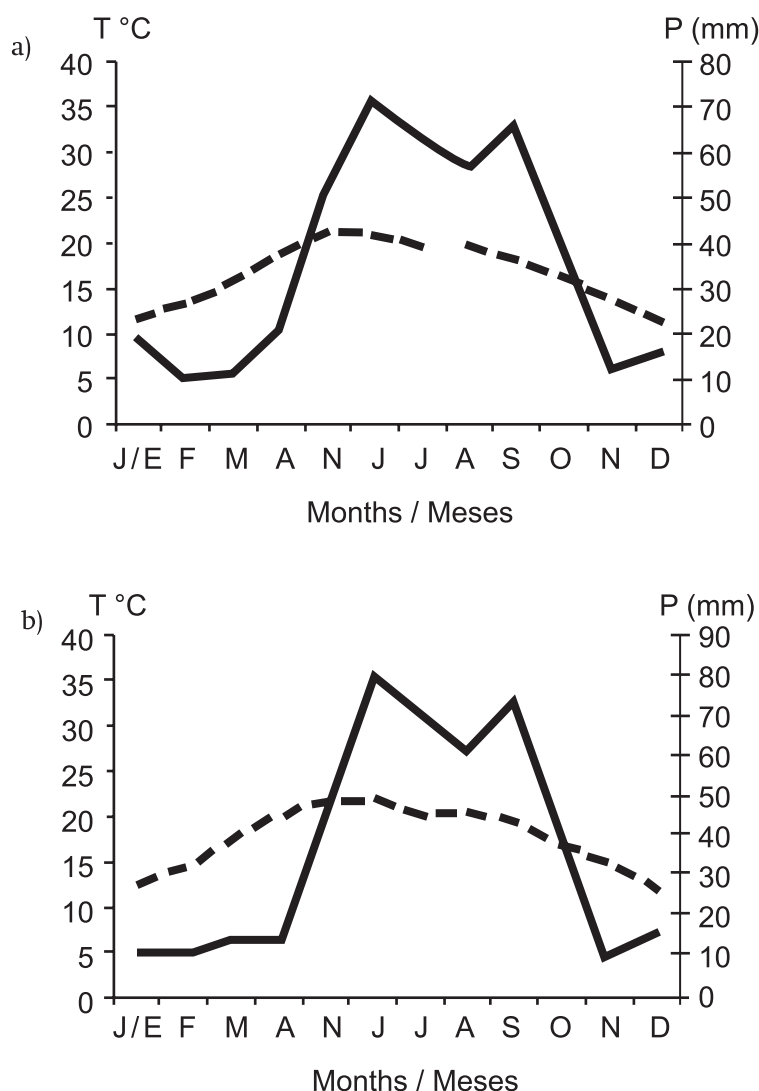 a)
T °C P (mm)
40 80
35 70
30 60
25 50
20 40
15 30
10 20
5 10
0 0
J/E F M A N J J A S O N D
Months / Meses
b)
T °C P (mm)
40 90
35 80
30 70
25 60
20 50
15 40
10 30
5 20
0 10
0
J/E F M A N J J A S O N D
Months / Meses